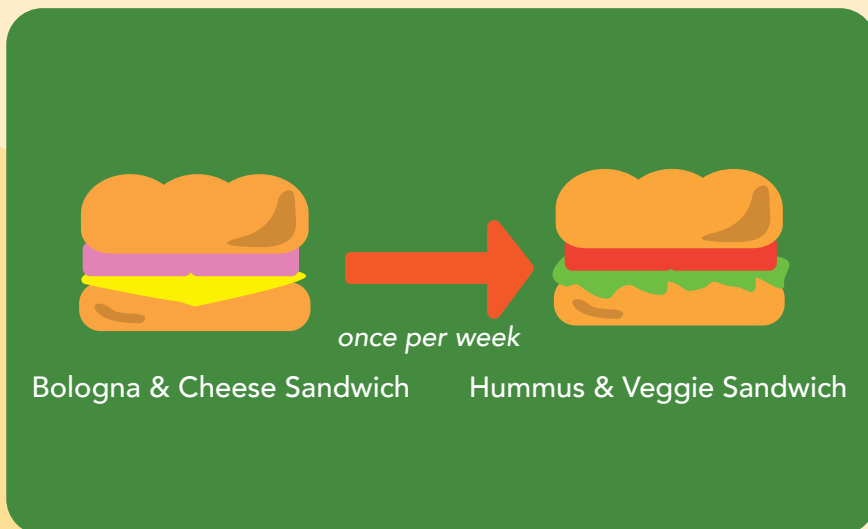 once per week
Bologna & Cheese Sandwich
Hummus & Veggie Sandwich